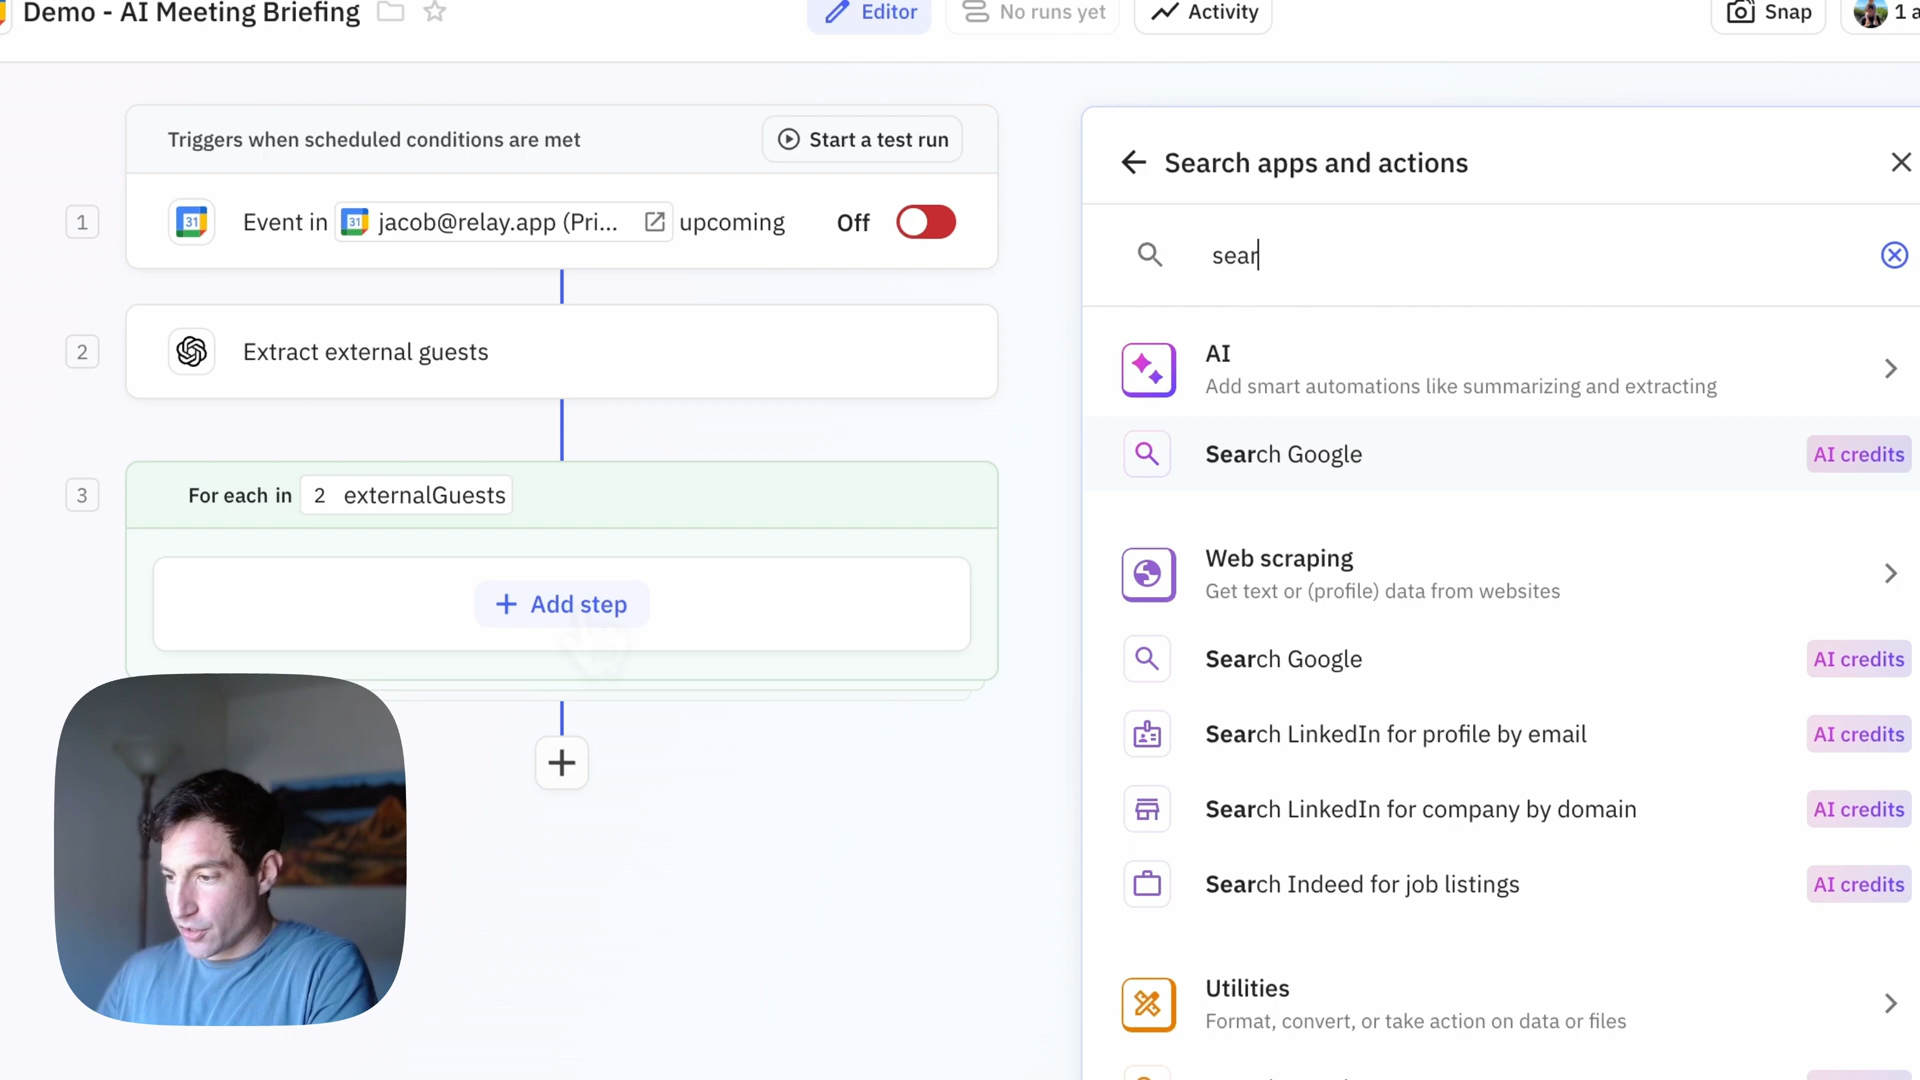 Demo - AI Meeting Briefing
Editor
No runs yet
Activity
Snap
1 a
Triggers when scheduled conditions are met
Start a test run
1
31
Event in
31
jacob@relay.app (Pri...
upcoming
Off
2
Extract external guests
3
For each in
2 externalGuests
Add step
Search apps and actions
sear
AI
Add smart automations like summarizing and extracting
Search Google
AI credits
Web scraping
Get text or (profile) data from websites
Search Google
AI credits
Search LinkedIn for profile by email
AI credits
Search LinkedIn for company by domain
AI credits
Search Indeed for job listings
AI credits
Utilities
Format, convert, or take action on data or files